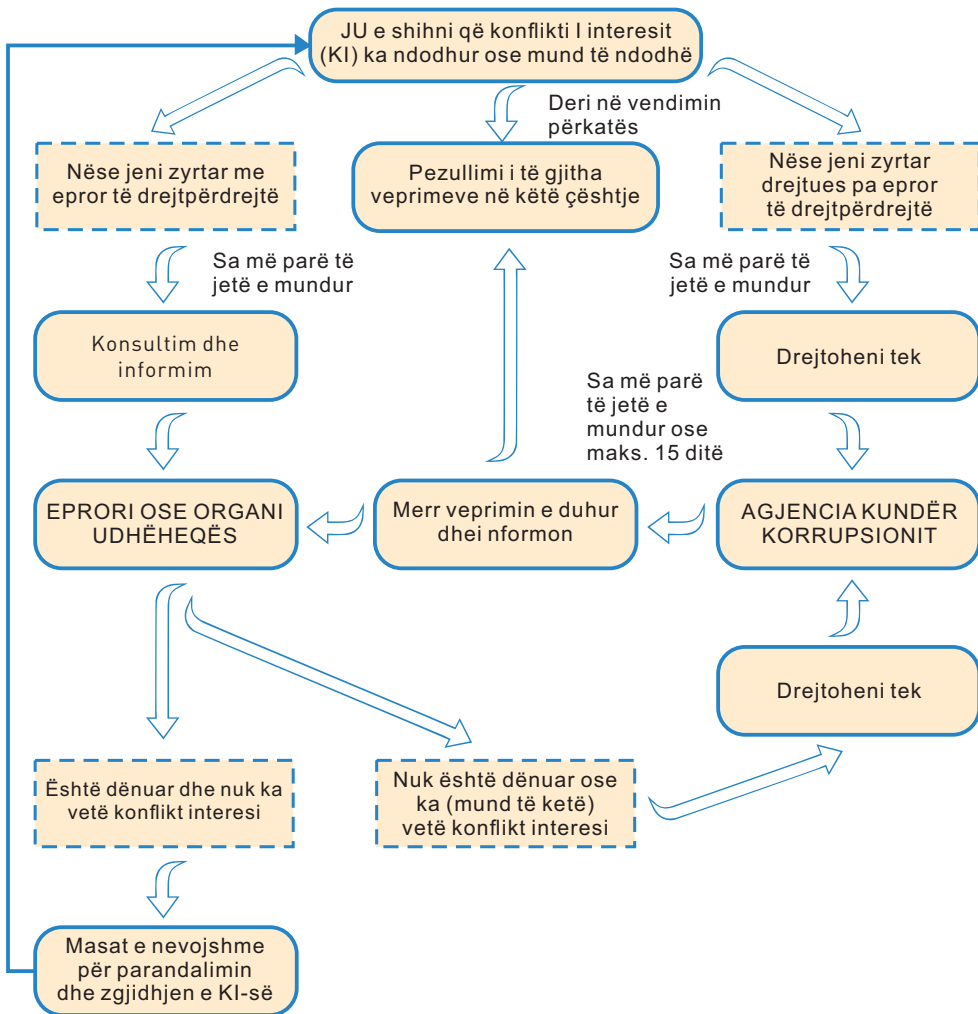 JU e shihni që konflikti I interesit
(KI) ka ndodhur ose mund të ndodhë
Deri në vendimin
përkatës
Nëse jeni zyrtar me
epror të drejtpërdrejtë
Pezullimi i të gjitha
veprimeve në këtë çështje
Nëse jeni zyrtar
drejtues pa epror
të drejtpërdrejtë
Sa më parë të
jetë e mundur
Sa më parë të
jetë e mundur
Konsultim dhe
informim
Drejtoheni tek
Sa më parë
të jetë e
mundur ose
maks. 15 ditë
EPRORI OSE ORGANI
UDHËHEQËS
Merr veprimin e duhur
dhei nformon
AGJENCIA KUNDËR
KORRUPSIONIT
Drejtoheni tek
Është dënuar dhe nuk ka
vetë konflikt interesi
Nuk është dënuar ose
ka (mund të ketë)
vetë konflikt interesi
Masat e nevojshme
për parandalimin
dhe zgjidhjen e KI-së